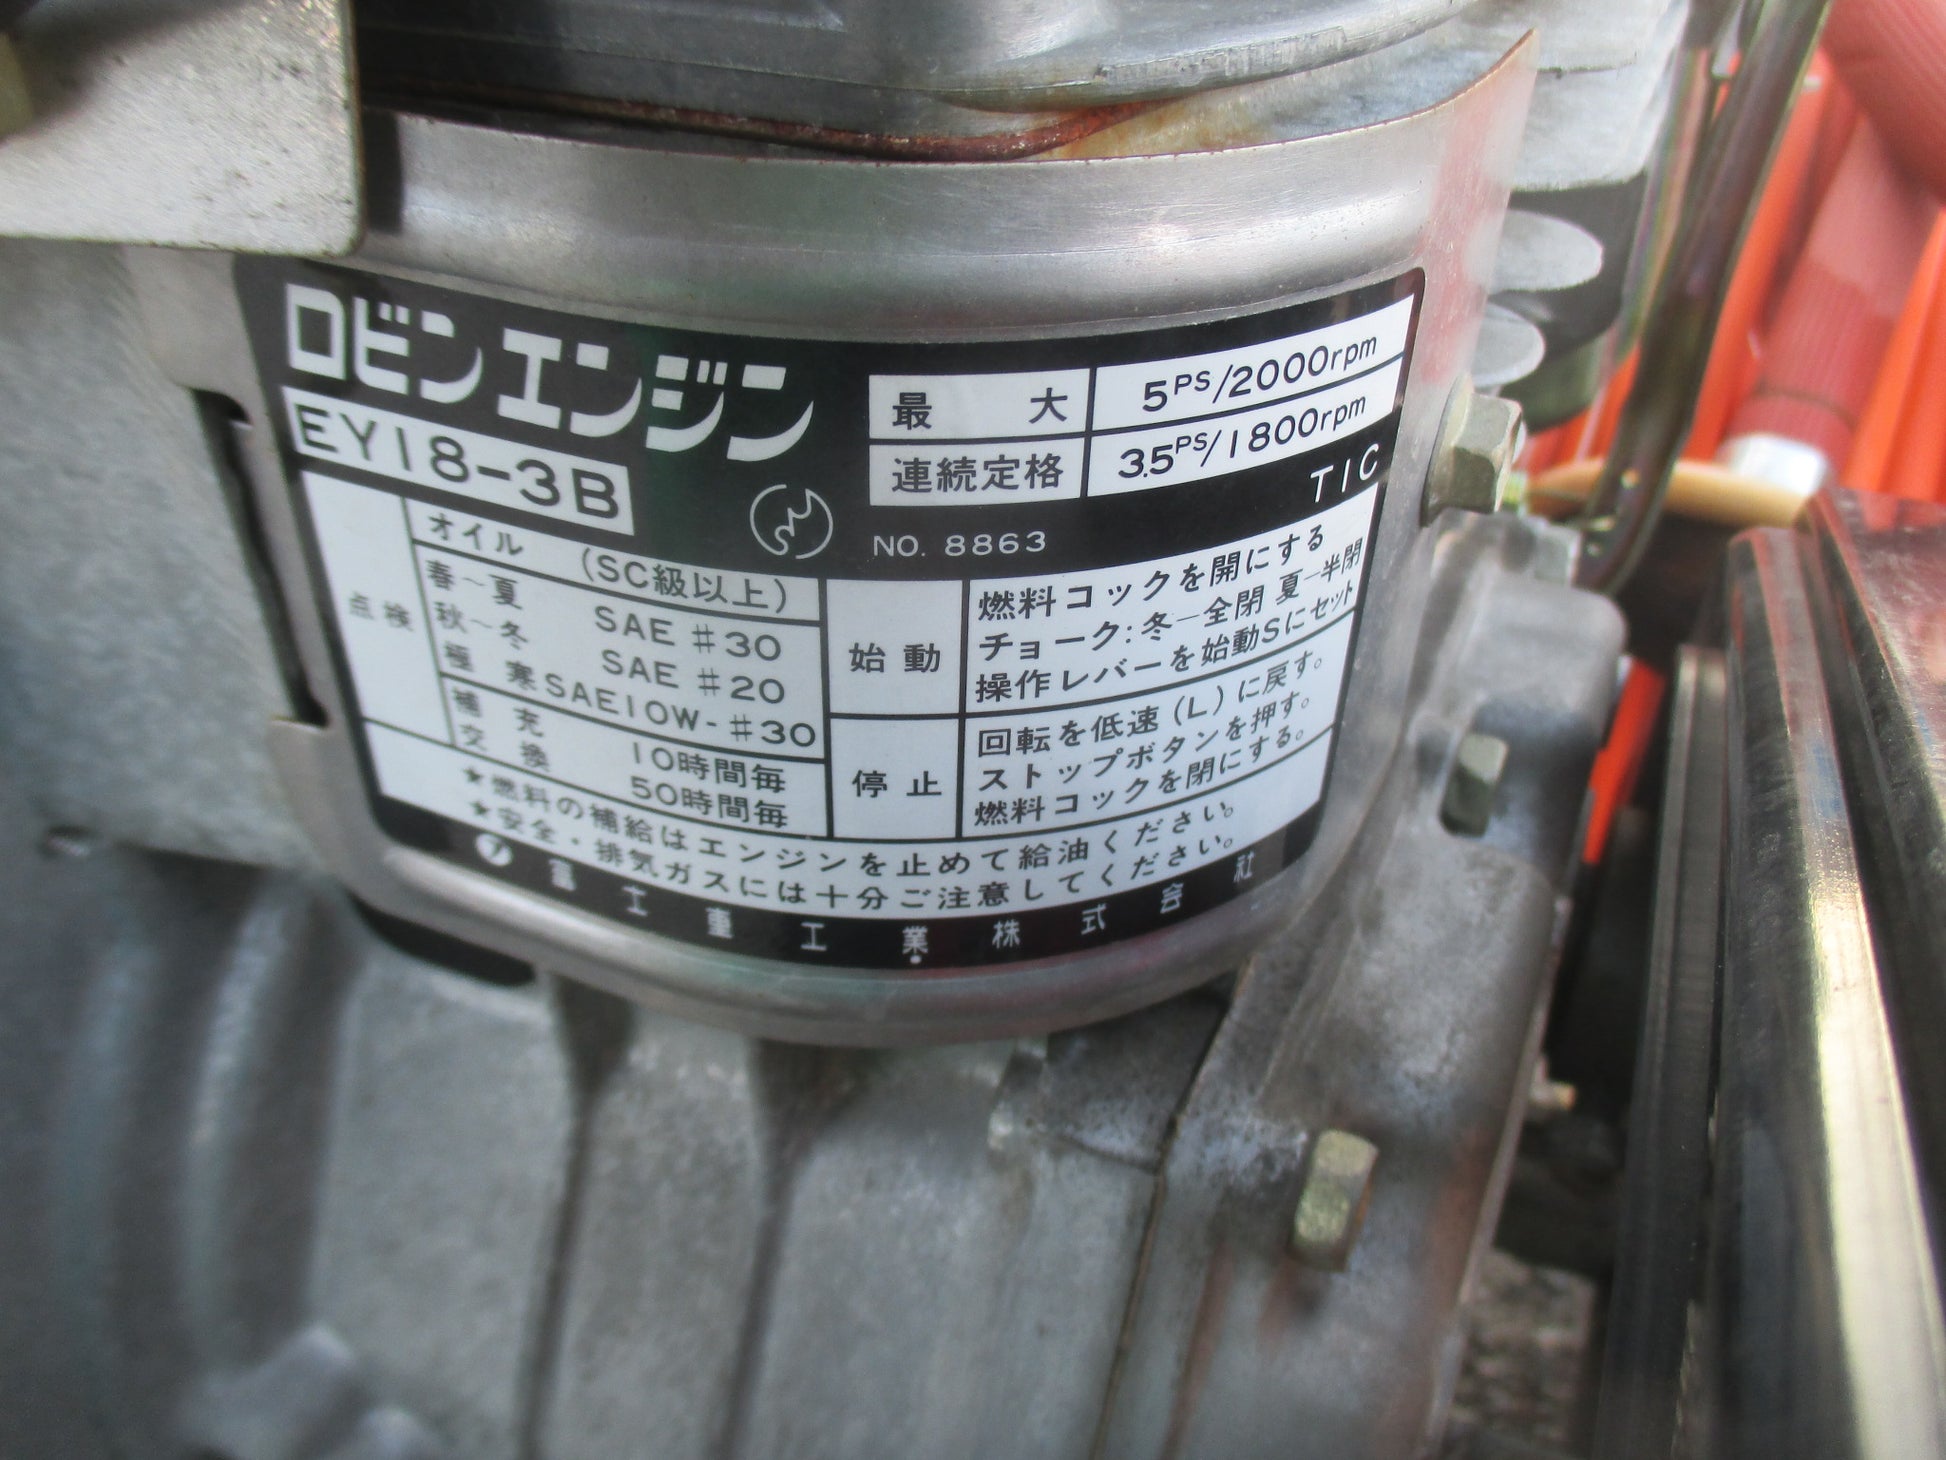 ロビンエンジン
EY18-3B
最大 5PS/2000rpm
連続定格 3.5PS/1800rpm
TIC
NO. 8863
点検
オイル (SC級以上)
春～夏 SAE #30
秋～冬 SAE #20
極寒 SAE10W-#30
補充 10時間毎
交換 50時間毎
始動
燃料コックを開にする
チョーク:冬—全閉 夏—半閉
操作レバーを始動Sにセット
停止
回転を低速(L)に戻す。
ストップボタンを押す。
燃料コックを閉にする。
★燃料の補給はエンジンを止めて給油ください。
★安全・排気ガスには十分ご注意してください。
富士重工業株式会社